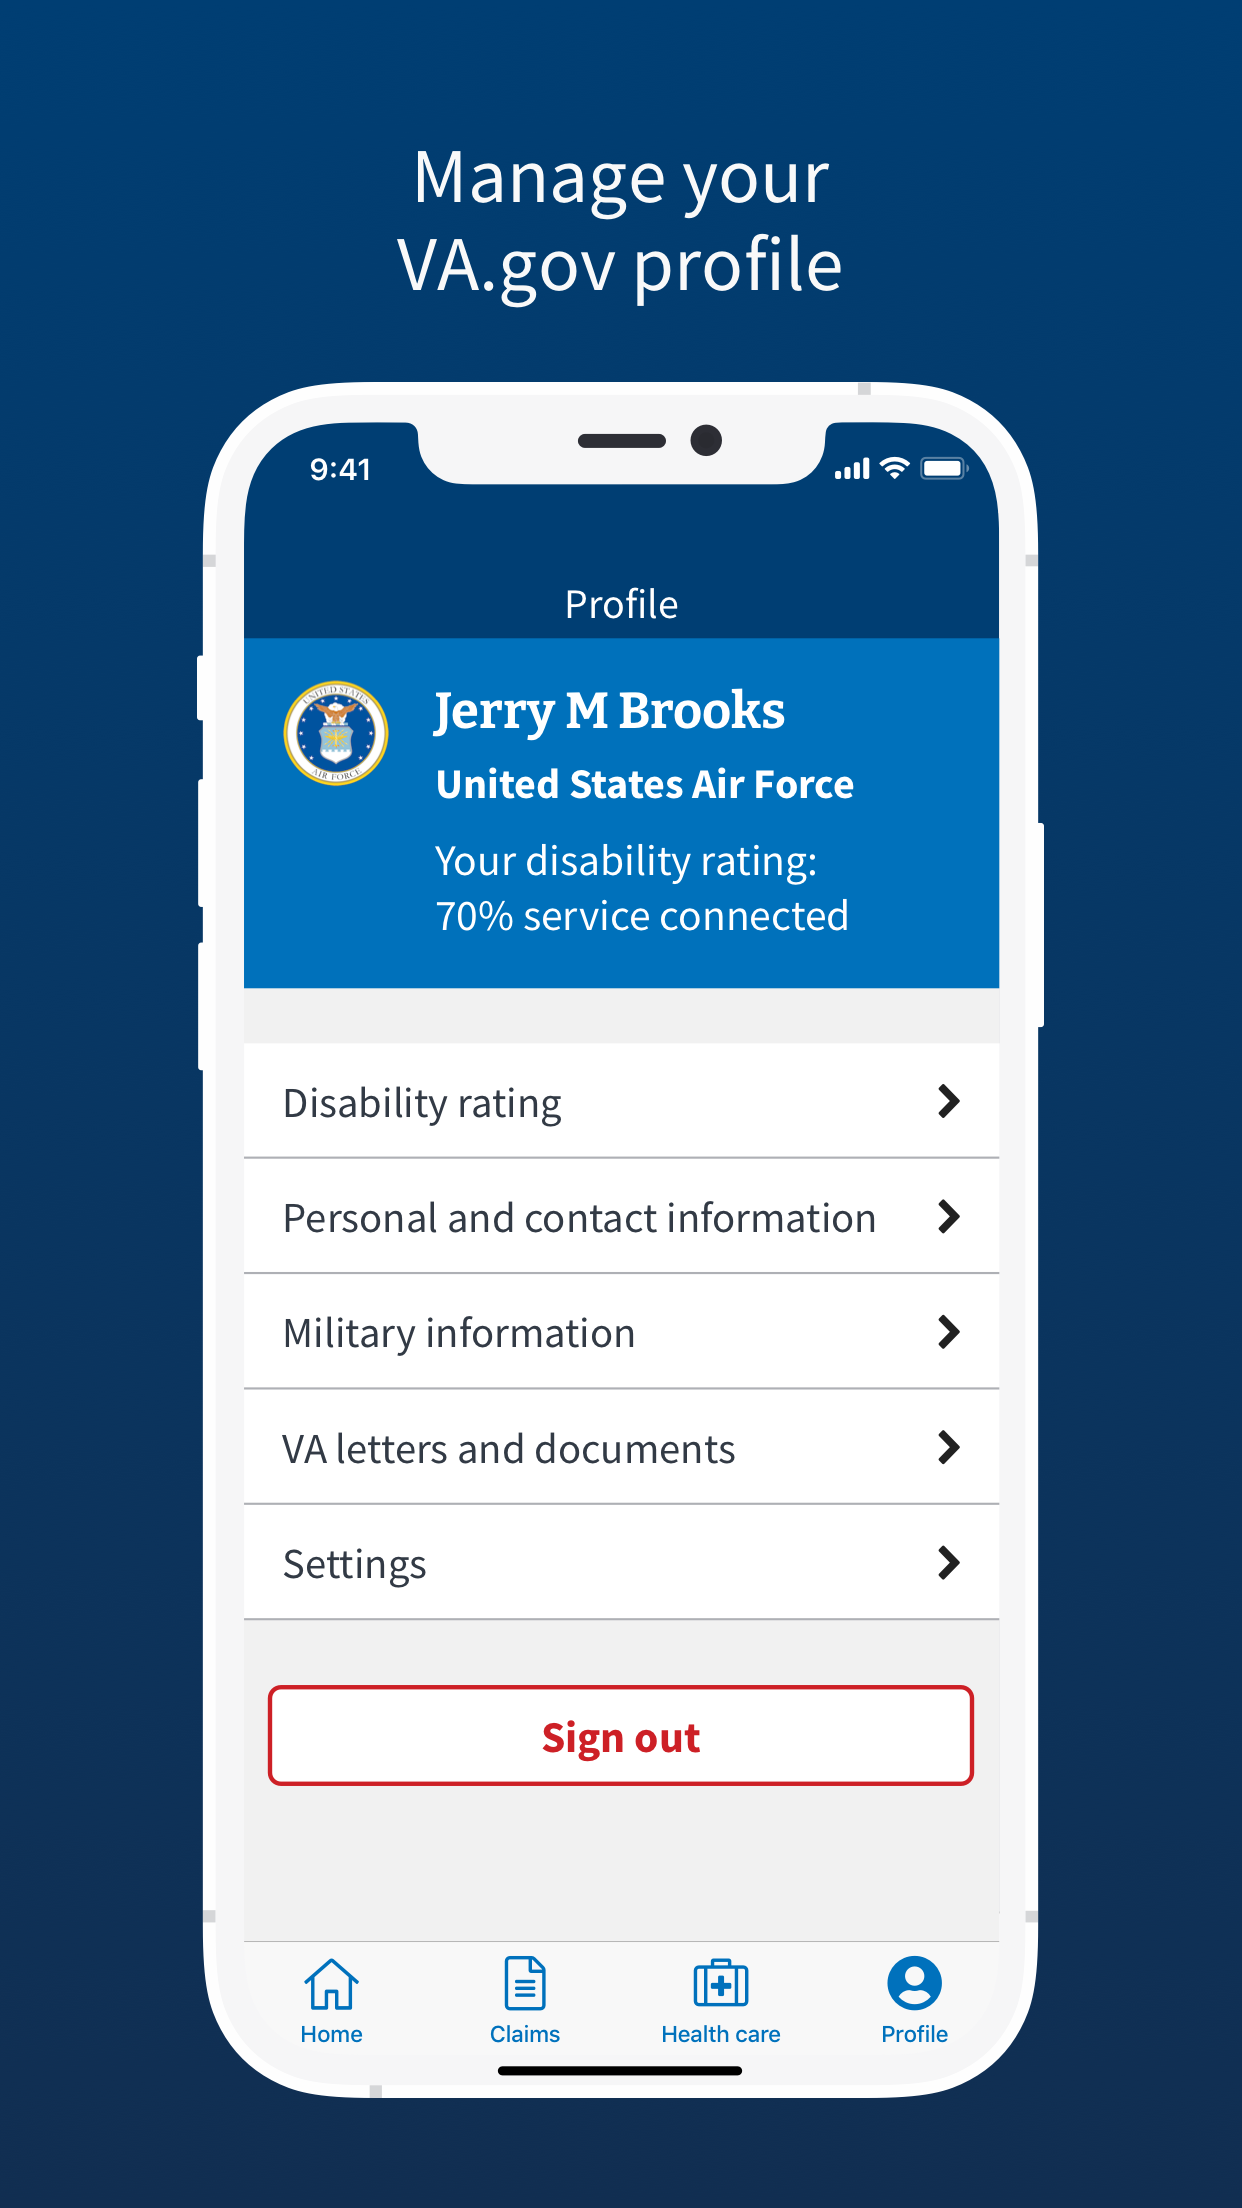 Manage your
VA.gov profile
9:41
Profile
UNITED STATES
AIR FORCE
Jerry M Brooks
United States Air Force
Your disability rating:
70% service connected
Disability rating
Personal and contact information
Military information
VA letters and documents
Settings
Sign out
Home
Claims
Health care
Profile